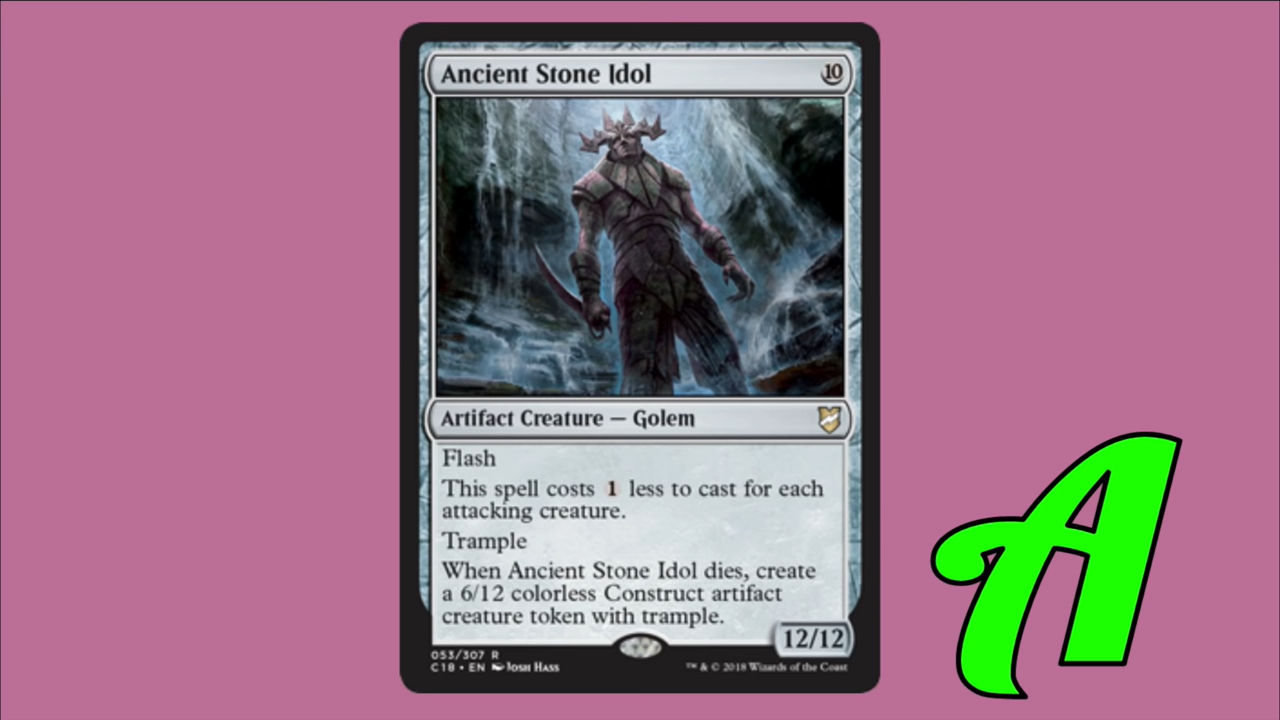 Ancient Stone Idol 10
Artifact Creature — Golem
Flash
This spell costs 1 less to cast for each
attacking creature.
Trample
When Ancient Stone Idol dies, create
a 6/12 colorless Construct artifact
creature token with trample.
12/12
053/307 R
C18 • EN Josh Hass
™ & © 2018 Wizards of the Coast
A